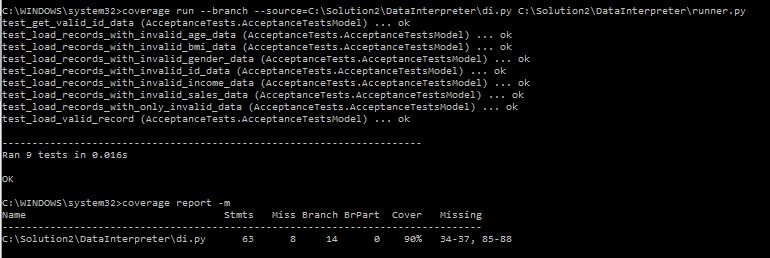 C:\WINDOWS\system32>coverage run --branch --source=C:\Solution2\DataInterpreter\di.py C:\Solution2\DataInterpreter\runner.py
test_get_valid_id_data (AcceptanceTests.AcceptanceTestsModel) ... ok
test_load_records_with_invalid_age_data (AcceptanceTests.AcceptanceTestsModel) ... ok
test_load_records_with_invalid_bmi_data (AcceptanceTests.AcceptanceTestsModel) ... ok
test_load_records_with_invalid_gender_data (AcceptanceTests.AcceptanceTestsModel) ... ok
test_load_records_with_invalid_id_data (AcceptanceTests.AcceptanceTestsModel) ... ok
test_load_records_with_invalid_income_data (AcceptanceTests.AcceptanceTestsModel) ... ok
test_load_records_with_invalid_sales_data (AcceptanceTests.AcceptanceTestsModel) ... ok
test_load_records_with_only_invalid_data (AcceptanceTests.AcceptanceTestsModel) ... ok
test_load_valid_record (AcceptanceTests.AcceptanceTestsModel) ... ok
----------------------------------------------------------------------
Ran 9 tests in 0.016s
OK
C:\WINDOWS\system32>coverage report -m
Name Stmts Miss Branch BrPart Cover Missing
--------------------------------------------------------------------------------
C:\Solution2\DataInterpreter\di.py 63 8 14 0 90% 34-37, 85-88